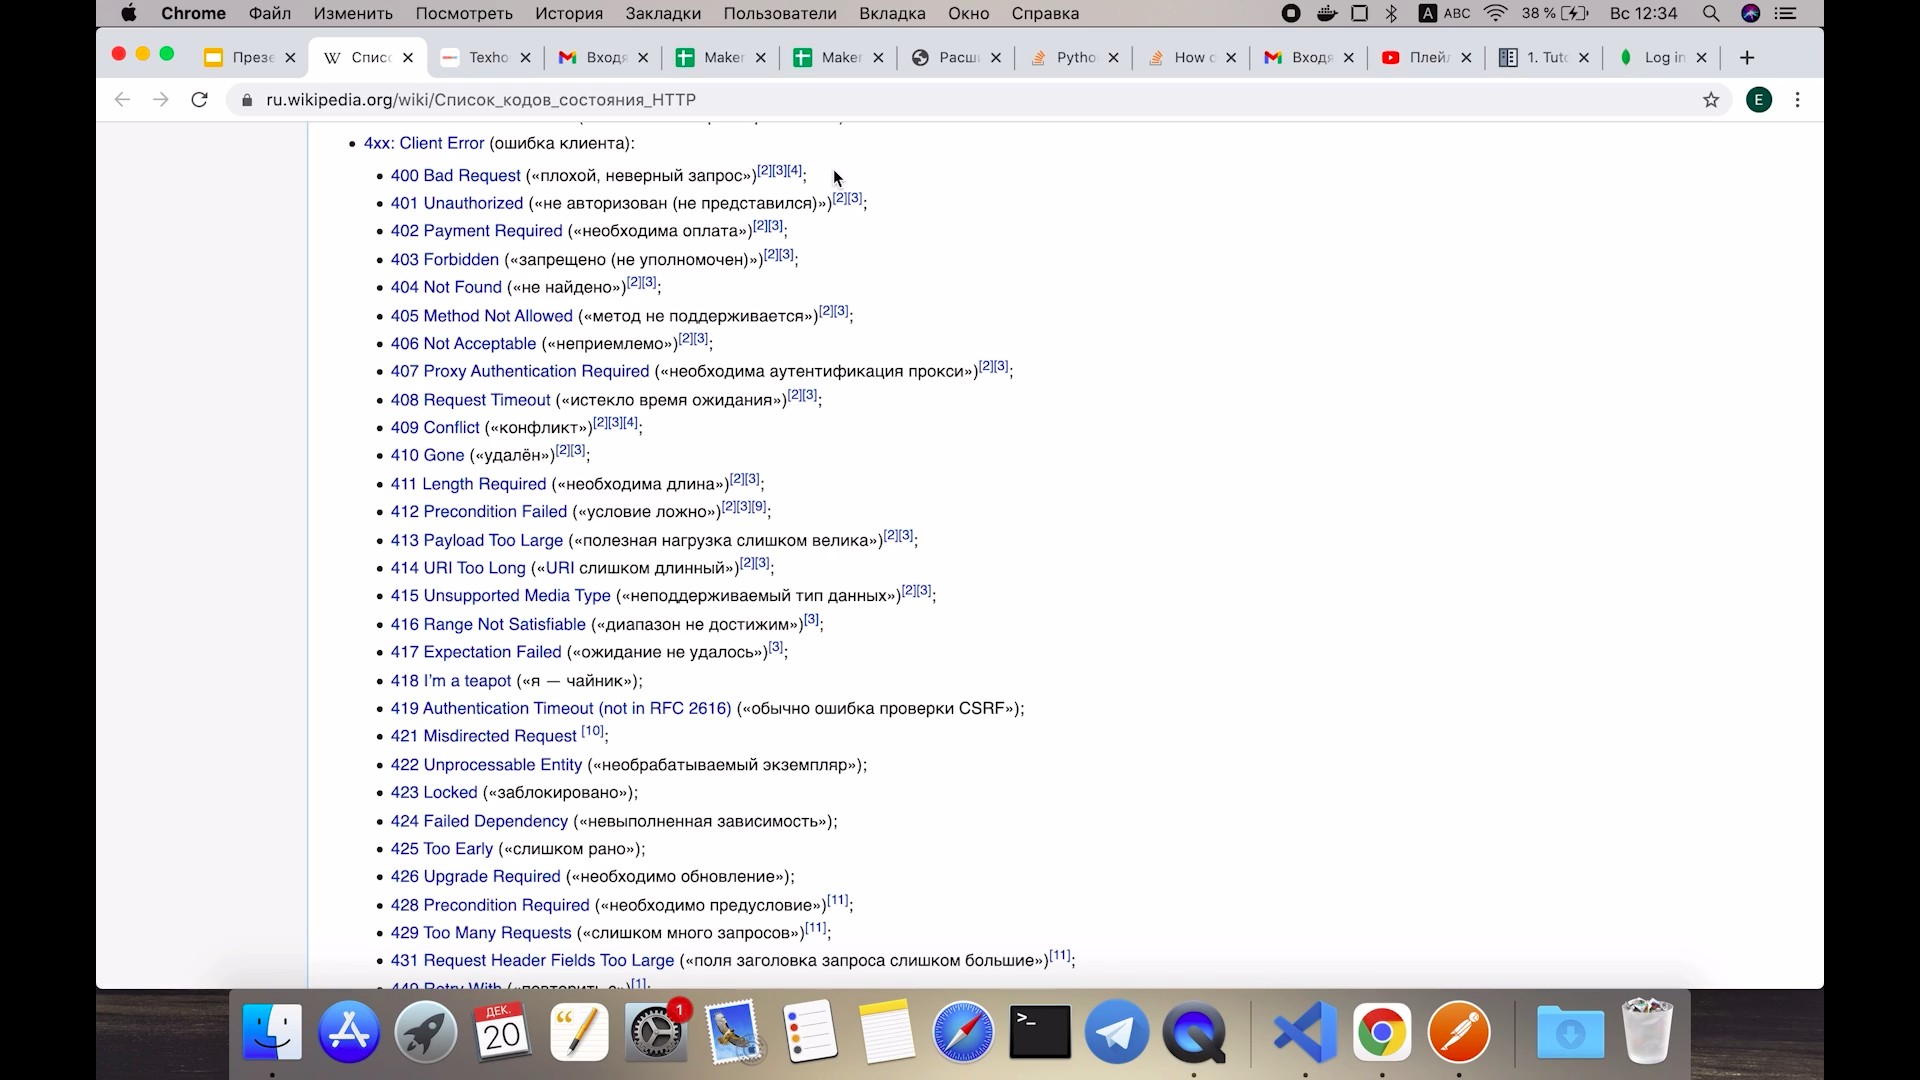 Chrome Файл Изменить Посмотреть История Закладки Пользователи Вкладка Окно Справка A ABC 38 % Вс 12:34
Презе Спис Texho Входя Maker Maker Расш Pytho How c Входя Плей 1. Tut Log in
ru.wikipedia.org/wiki/Список_кодов_состояния_HTTP E
4xx: Client Error (ошибка клиента):
400 Bad Request («плохой, неверный запрос»)[2][3][4];
401 Unauthorized («не авторизован (не представился)»)[2][3];
402 Payment Required («необходима оплата»)[2][3];
403 Forbidden («запрещено (не уполномочен)»)[2][3];
404 Not Found («не найдено»)[2][3];
405 Method Not Allowed («метод не поддерживается»)[2][3];
406 Not Acceptable («неприемлемо»)[2][3];
407 Proxy Authentication Required («необходима аутентификация прокси»)[2][3];
408 Request Timeout («истекло время ожидания»)[2][3];
409 Conflict («конфликт»)[2][3][4];
410 Gone («удалён»)[2][3];
411 Length Required («необходима длина»)[2][3];
412 Precondition Failed («условие ложно»)[2][3][9];
413 Payload Too Large («полезная нагрузка слишком велика»)[2][3];
414 URI Too Long («URI слишком длинный»)[2][3];
415 Unsupported Media Type («неподдерживаемый тип данных»)[2][3];
416 Range Not Satisfiable («диапазон не достижим»)[3];
417 Expectation Failed («ожидание не удалось»)[3];
418 I'm a teapot («я — чайник»);
419 Authentication Timeout (not in RFC 2616) («обычно ошибка проверки CSRF»);
421 Misdirected Request [10];
422 Unprocessable Entity («необрабатываемый экземпляр»);
423 Locked («заблокировано»);
424 Failed Dependency («невыполненная зависимость»);
425 Too Early («слишком рано»);
426 Upgrade Required («необходимо обновление»);
428 Precondition Required («необходимо предусловие»)[11];
429 Too Many Requests («слишком много запросов»)[11];
431 Request Header Fields Too Large («поля заголовка запроса слишком большие»)[11];
449 Retry With («повторить с»)[1];
ДЕК.
20
1